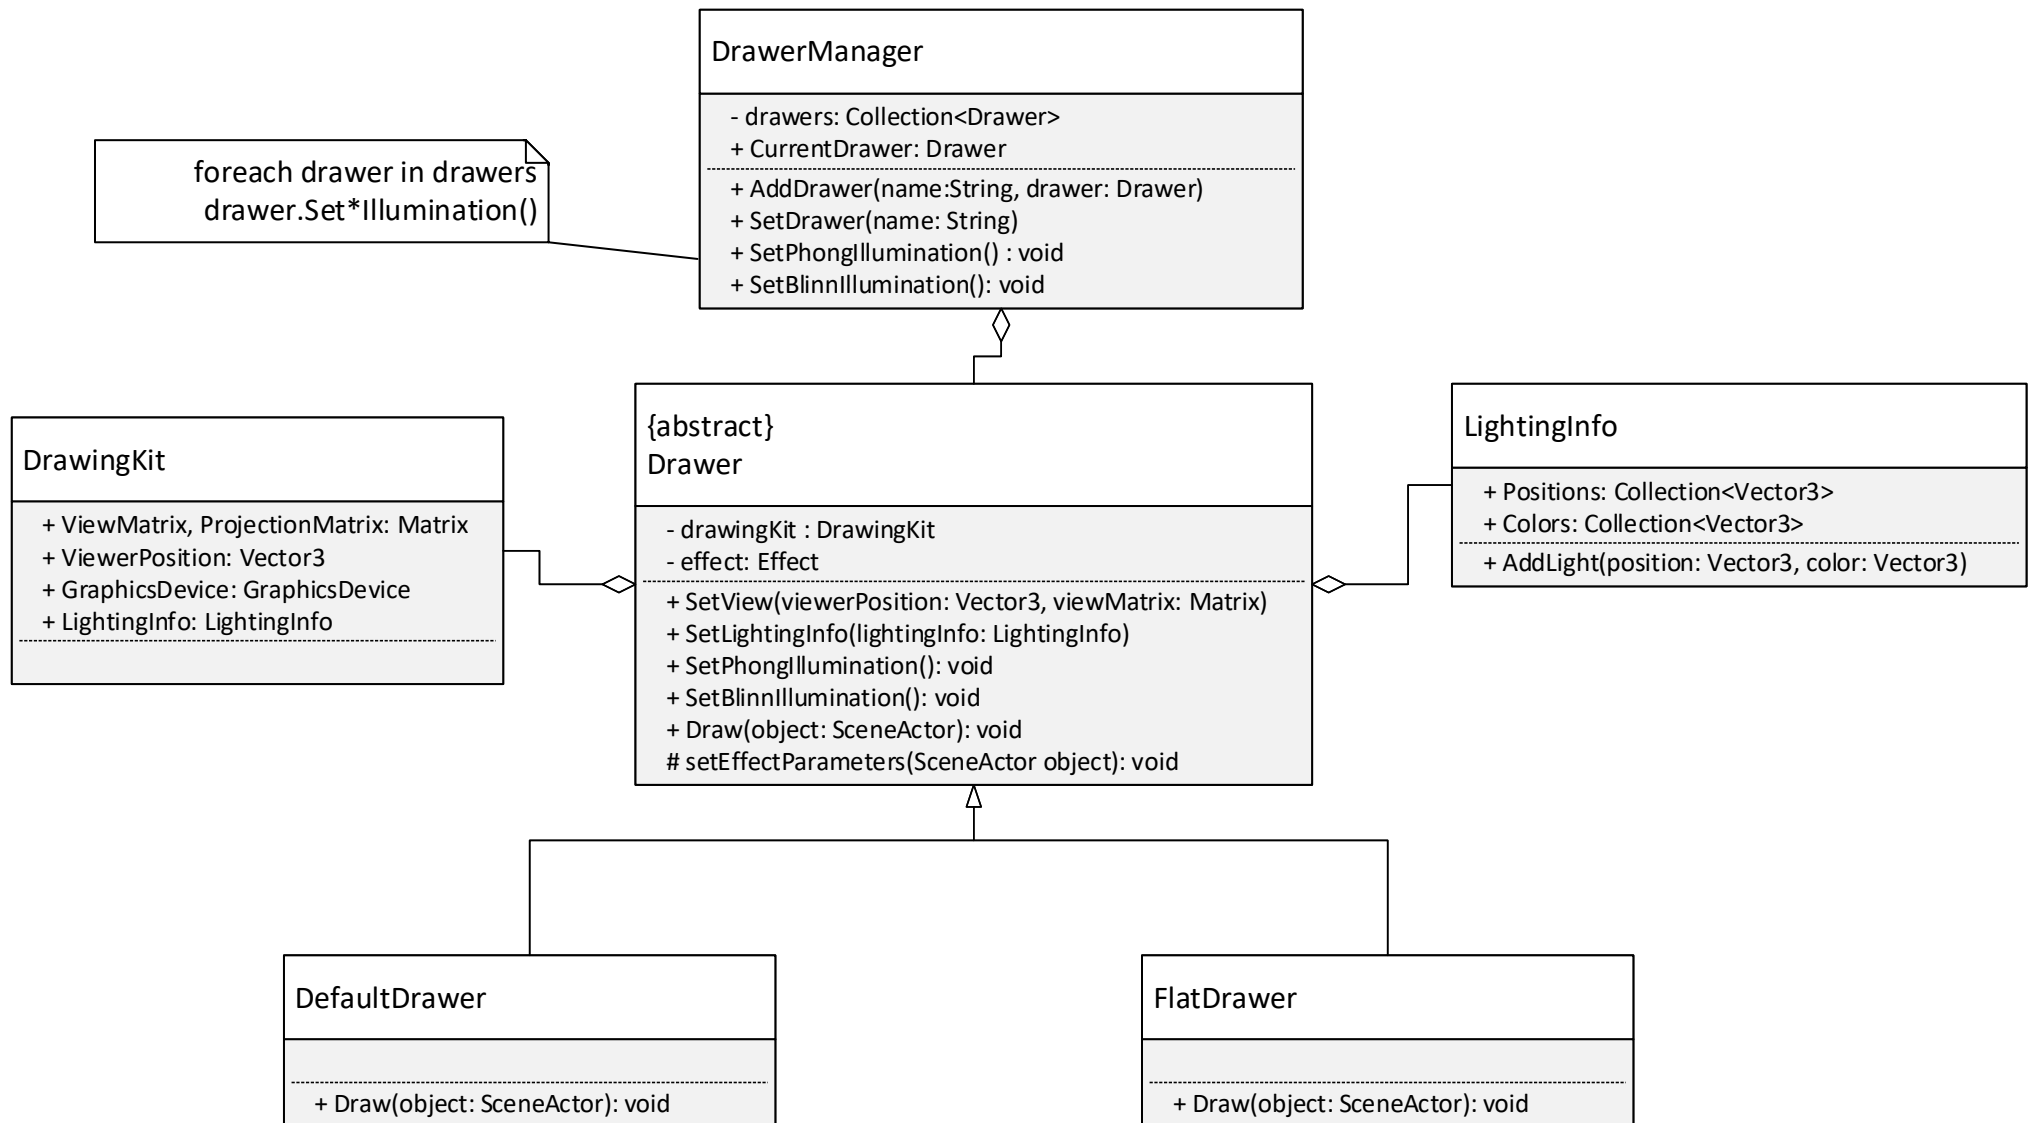 DrawerManager
- drawers: Collection<Drawer>
+ CurrentDrawer: Drawer
+ AddDrawer(name:String, drawer: Drawer)
+ SetDrawer(name: String)
+ SetPhongIllumination() : void
+ SetBlinnIllumination(): void
foreach drawer in drawers
drawer.Set*Illumination()
DrawingKit
+ ViewMatrix, ProjectionMatrix: Matrix
+ ViewerPosition: Vector3
+ GraphicsDevice: GraphicsDevice
+ LightingInfo: LightingInfo
{abstract}
Drawer
- drawingKit : DrawingKit
- effect: Effect
+ SetView(viewerPosition: Vector3, viewMatrix: Matrix)
+ SetLightingInfo(lightingInfo: LightingInfo)
+ SetPhongIllumination(): void
+ SetBlinnIllumination(): void
+ Draw(object: SceneActor): void
# setEffectParameters(SceneActor object): void
LightingInfo
+ Positions: Collection<Vector3>
+ Colors: Collection<Vector3>
+ AddLight(position: Vector3, color: Vector3)
DefaultDrawer
+ Draw(object: SceneActor): void
FlatDrawer
+ Draw(object: SceneActor): void